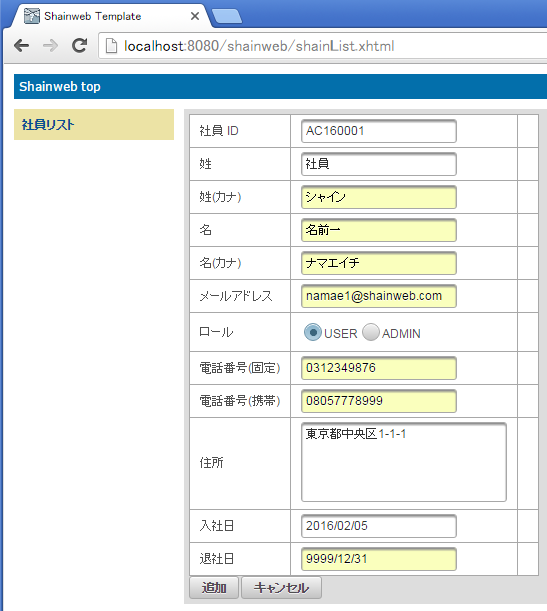 Shainweb Template
localhost:8080/shainweb/shainList.xhtml
Shainweb top
社員リスト
社員 ID AC160001
姓 社員
姓(カナ) シャイン
名 名前一
名(カナ) ナマエイチ
メールアドレス namae1@shainweb.com
ロール USER ADMIN
電話番号(固定) 0312349876
電話番号(携帯) 08057778999
住所 東京都中央区1-1-1
入社日 2016/02/05
退社日 9999/12/31
追加 キャンセル